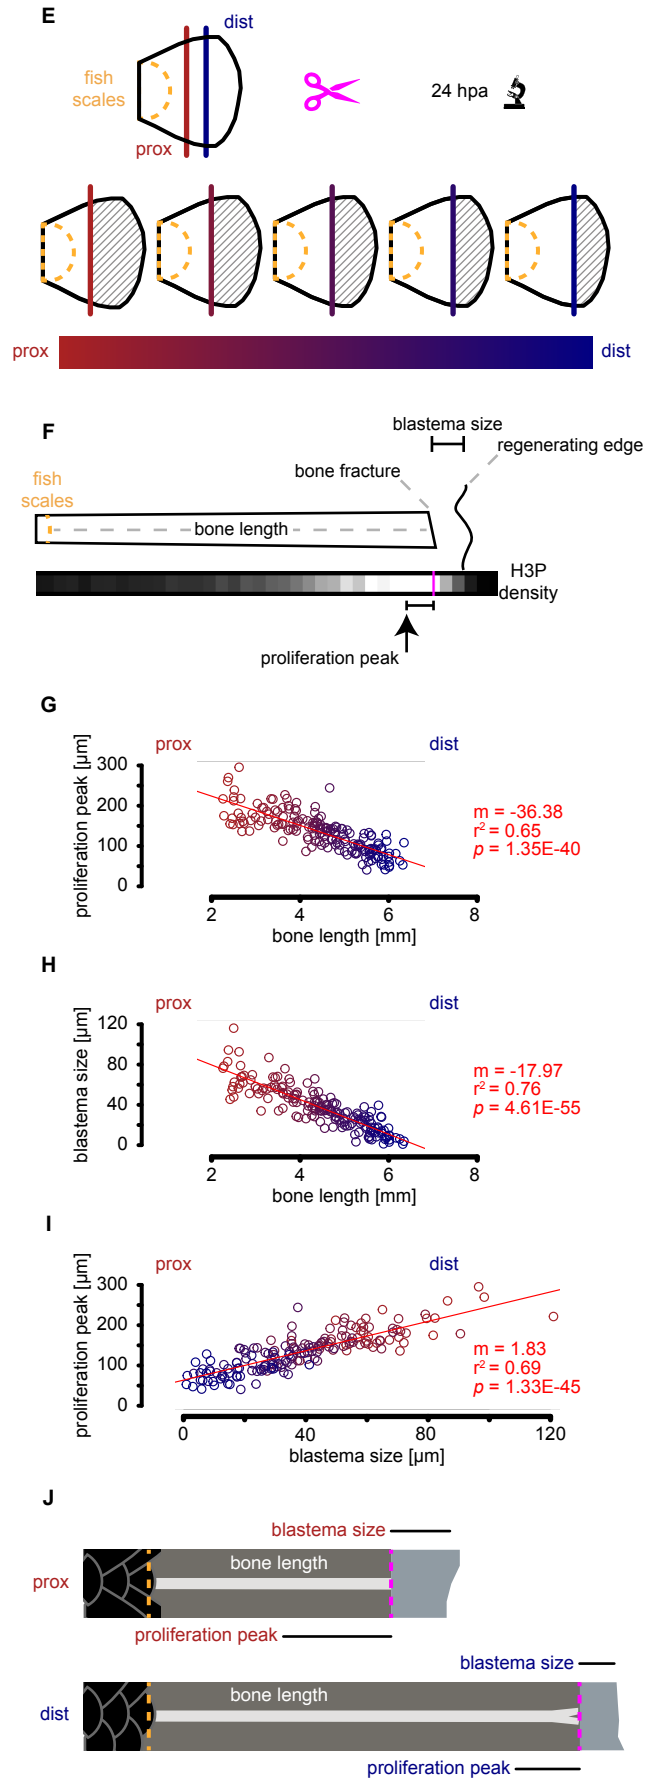 E
dist
fish
scales
24 hpa
prox
prox
dist
F
blastema size
regenerating edge
bone fracture
fish
scales
bone length
H3P
density
proliferation peak
G
prox
dist
proliferation peak [µm]
300
200
100
0
m = -36.38
r² = 0.65
p = 1.35E-40
2 4 6 8
bone length [mm]
H
prox
dist
blastema size [µm]
120
80
40
0
m = -17.97
r² = 0.76
p = 4.61E-55
2 4 6 8
bone length [mm]
I
prox
dist
proliferation peak [µm]
300
200
100
0
m = 1.83
r² = 0.69
p = 1.33E-45
0 40 80 120
blastema size [µm]
J
blastema size
bone length
prox
proliferation peak
blastema size
bone length
dist
proliferation peak